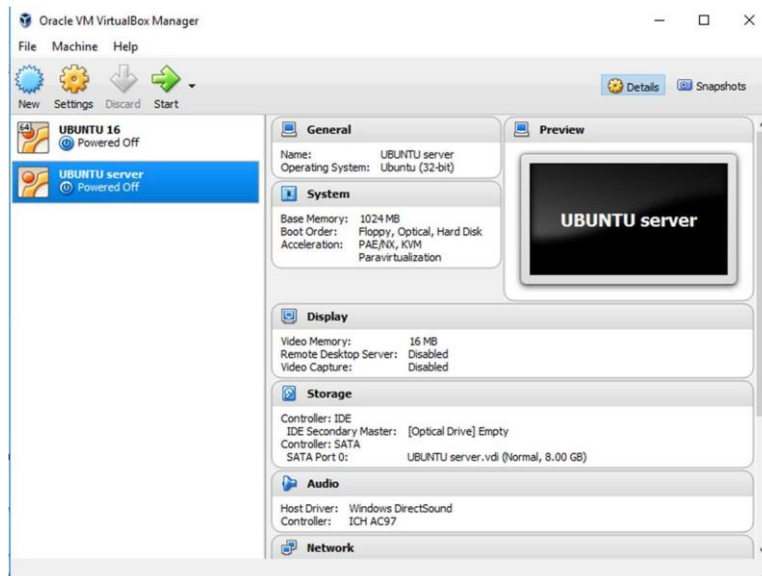 Oracle VM VirtualBox Manager
File Machine Help
New Settings Discard Start
Details Snapshots
64
UBUNTU 16
Powered Off
UBUNTU server
Powered Off
General
Name: UBUNTU server
Operating System: Ubuntu (32-bit)
System
Base Memory: 1024 MB
Boot Order: Floppy, Optical, Hard Disk
Acceleration: PAE/NX, KVM
Paravirtualization
Preview
UBUNTU server
Display
Video Memory: 16 MB
Remote Desktop Server: Disabled
Video Capture: Disabled
Storage
Controller: IDE
IDE Secondary Master: [Optical Drive] Empty
Controller: SATA
SATA Port 0: UBUNTU server.vdi (Normal, 8.00 GB)
Audio
Host Driver: Windows DirectSound
Controller: ICH AC97
Network